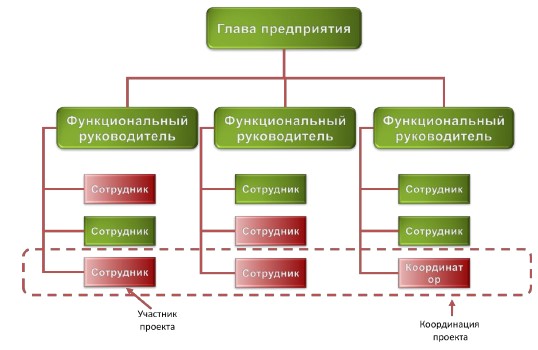 Глава предприятия
Функциональный
руководитель
Функциональный
руководитель
Функциональный
руководитель
Сотрудник
Сотрудник
Сотрудник
Сотрудник
Сотрудник
Сотрудник
Сотрудник
Сотрудник
Координат
ор
Участник
проекта
Координация
проекта